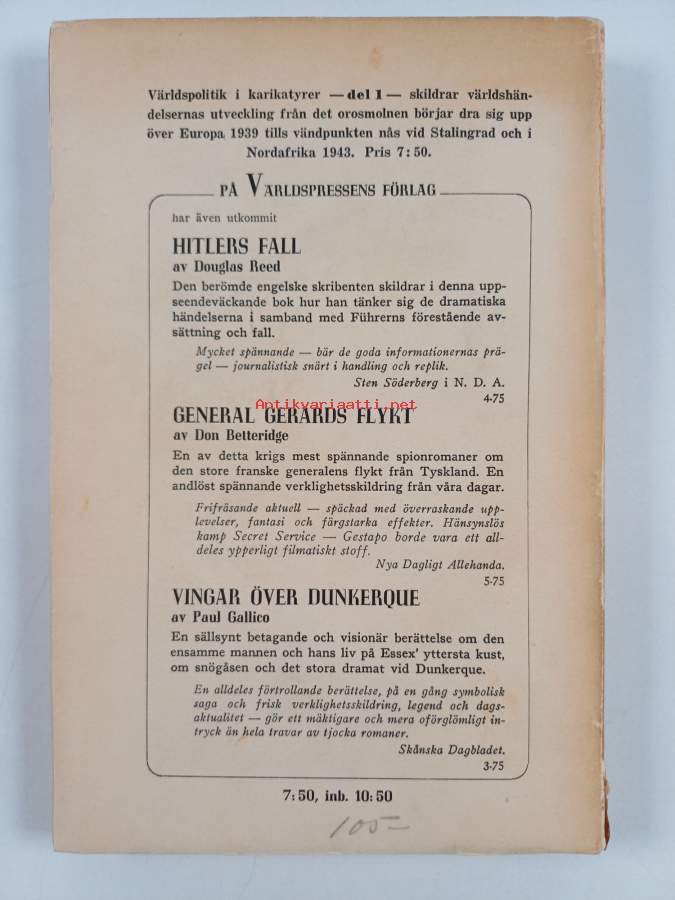 Världspolitik i karikatyrer — del 1 — skildrar världshän-
delsernas utveckling från det orosmolnen börjar dra sig upp
över Europa 1939 tills vändpunkten nås vid Stalingrad och i
Nordafrika 1943. Pris 7:50.
PÅ VÄRLDSPRESSENS FÖRLAG
har även utkommit
HITLERS FALL
av Douglas Reed
Den berömde engelske skribenten skildrar i denna upp-
seendeväckande bok hur han tänker sig de dramatiska
händelserna i samband med Führerns förestående av-
sättning och fall.
Mycket spännande — bär de goda informationernas prä-
gel — journalistisk snärt i handling och replik.
Sten Söderberg i N. D. A.
4-75
Antikvariaatti.net
GENERAL GERARDS FLYKT
av Don Betteridge
En av detta krigs mest spännande spionromaner om
den store franske generalens flykt från Tyskland. En
andlöst spännande verklighetsskildring från våra dagar.
Frifräsande aktuell — späckad med överraskande upp-
levelser, fantasi och färgstarka effekter. Hänsynslös
kamp Secret Service — Gestapo borde vara ett all-
deles ypperligt filmatiskt stoff.
Nya Dagligt Allehanda.
5-75
VINGAR ÖVER DUNKERQUE
av Paul Gallico
En sällsynt betagande och visionär berättelse om den
ensamme mannen och hans liv på Essex' yttersta kust,
om snögåsen och det stora dramat vid Dunkerque.
En alldeles förtrollande berättelse, på en gång symbolisk
saga och frisk verklighetsskildring, legend och dags-
aktualitet — gör ett mäktigare och mera oförglömligt in-
tryck än hela travar av tjocka romaner.
Skånska Dagbladet.
3-75
7:50, inb. 10:50
105-